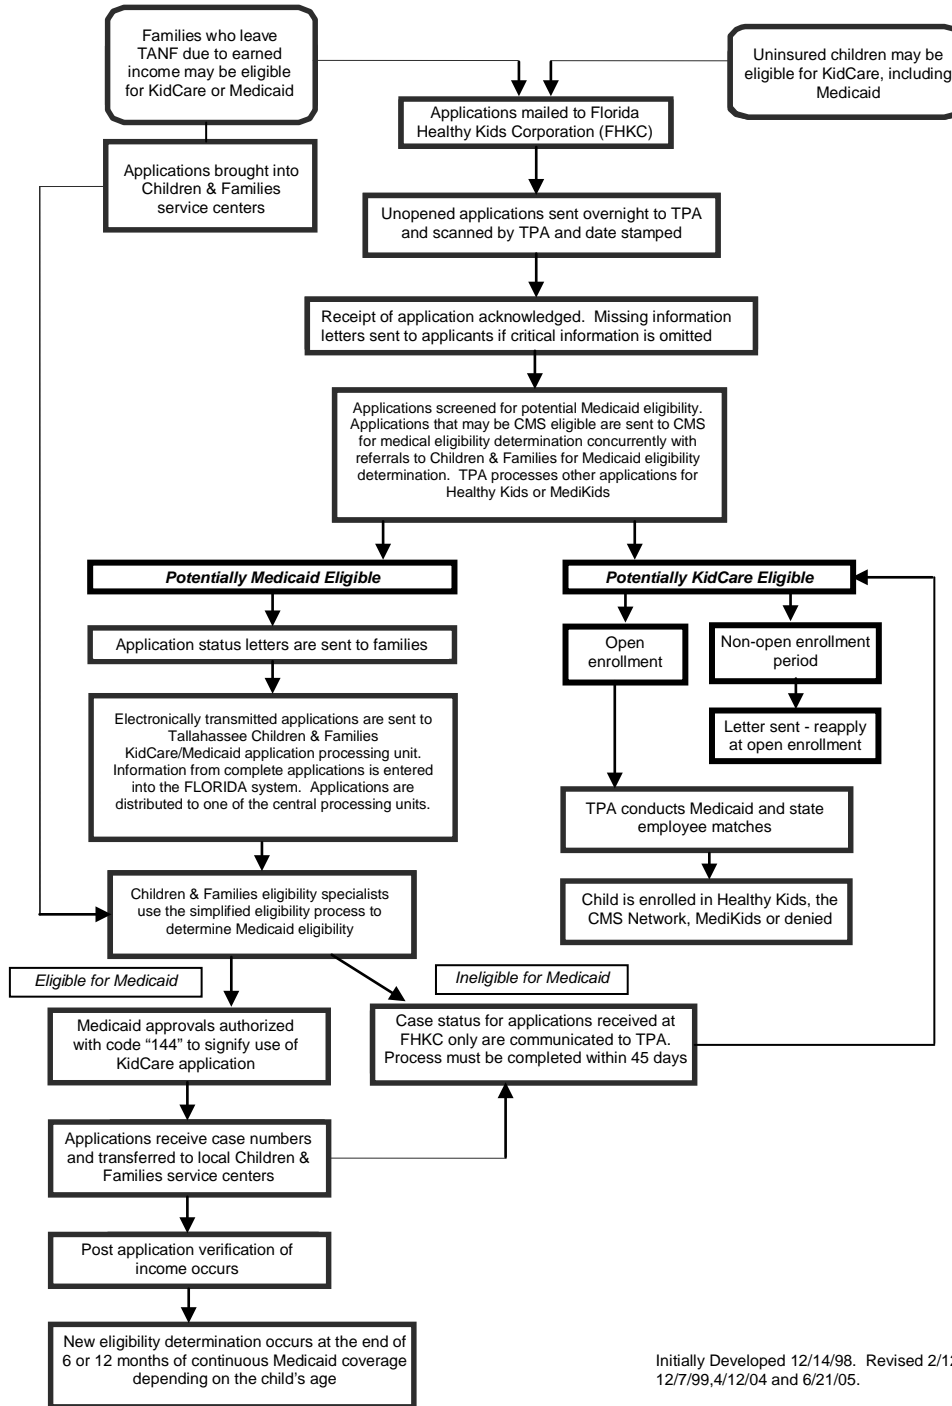 Families who leave
TANF due to earned
income may be eligible
for KidCare or Medicaid
Uninsured children may be
eligible for KidCare, including
Medicaid
Applications mailed to Florida
Healthy Kids Corporation (FHKC)
Applications brought into
Children & Families
service centers
Unopened applications sent overnight to TPA
and scanned by TPA and date stamped
Receipt of application acknowledged.  Missing information
letters sent to applicants if critical information is omitted
Applications screened for potential Medicaid eligibility.
Applications that may be CMS eligible are sent to CMS
for medical eligibility determination concurrently with
referrals to Children & Families for Medicaid eligibility
determination.  TPA processes other applications for
Healthy Kids or MediKids
Potentially Medicaid Eligible
Potentially KidCare Eligible
Application status letters are sent to families
Open
enrollment
Non-open enrollment
period
Letter sent - reapply
at open enrollment
Electronically transmitted applications are sent to
Tallahassee Children & Families
KidCare/Medicaid application processing unit.
Information from complete applications is entered
into the FLORIDA system.  Applications are
distributed to one of the central processing units.
TPA conducts Medicaid and state
employee matches
Child is enrolled in Healthy Kids, the
CMS Network, MediKids or denied
Children & Families eligibility specialists
use the simplified eligibility process to
determine Medicaid eligibility
Eligible for Medicaid
Ineligible for Medicaid
Medicaid approvals authorized
with code “144” to signify use of
KidCare application
Case status for applications received at
FHKC only are communicated to TPA.
Process must be completed within 45 days
Applications receive case numbers
and transferred to local Children &
Families service centers
Post application verification of
income occurs
New eligibility determination occurs at the end of
6 or 12 months of continuous Medicaid coverage
depending on the child’s age
Initially Developed 12/14/98.  Revised
12/7/99,4/12/04 and 6/21/05.